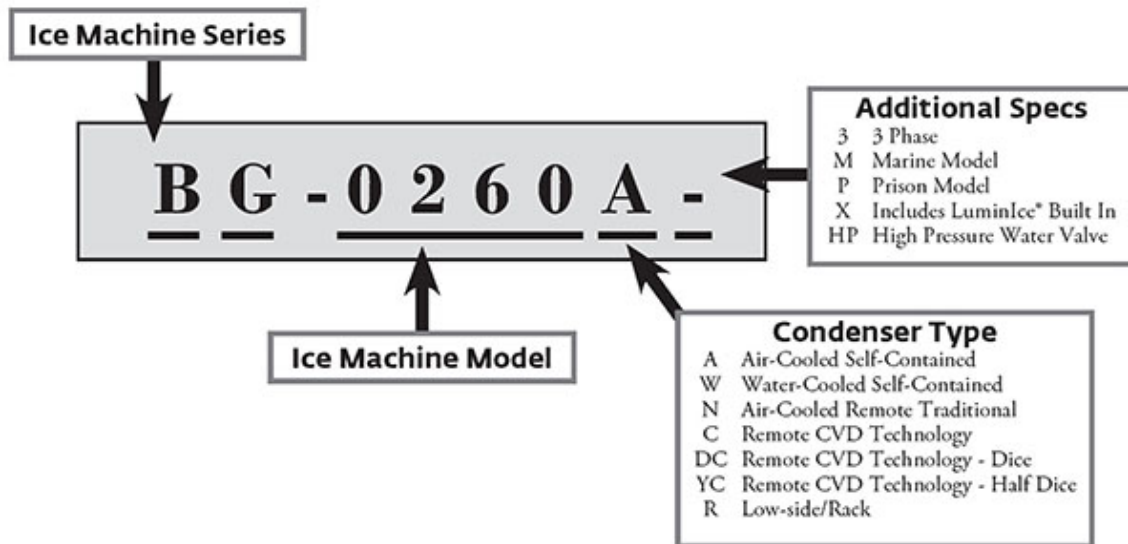 Ice Machine Series
BG-0260A-
Ice Machine Model
Additional Specs
3 3 Phase
M Marine Model
P Prison Model
X Includes LuminIce® Built In
HP High Pressure Water Valve
Condenser Type
A Air-Cooled Self-Contained
W Water-Cooled Self-Contained
N Air-Cooled Remote Traditional
C Remote CVD Technology
DC Remote CVD Technology - Dice
YC Remote CVD Technology - Half Dice
R Low-side/Rack